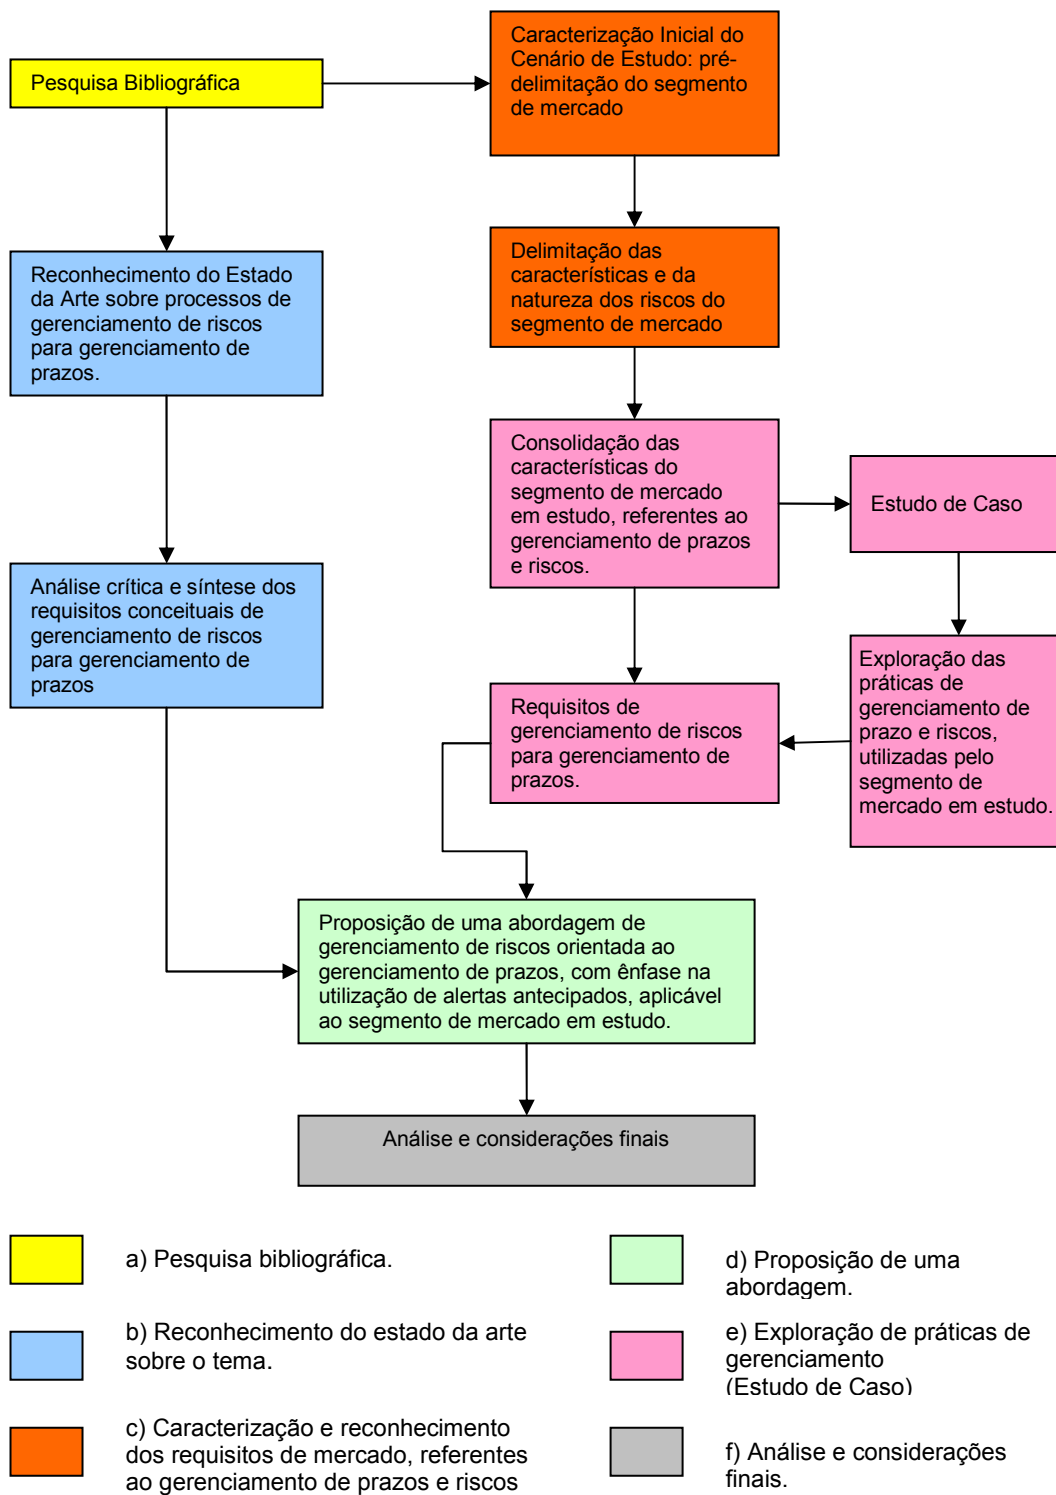 Pesquisa Bibliográfica
Caracterização Inicial do
Cenário de Estudo: pré-
delimitação do segmento
de mercado
Reconhecimento do Estado
da Arte sobre processos de
gerenciamento de riscos
para gerenciamento de
prazos.
Delimitação das
características e da
natureza dos riscos do
segmento de mercado
Consolidação das
características do
segmento de mercado
em estudo, referentes ao
gerenciamento de prazos
e riscos.
Estudo de Caso
Análise crítica e síntese dos
requisitos conceituais de
gerenciamento de riscos
para gerenciamento de
prazos
Exploração das
práticas de
gerenciamento de
prazo e riscos,
utilizadas pelo
segmento de
mercado em estudo.
Requisitos de
gerenciamento de riscos
para gerenciamento de
prazos.
Proposição de uma abordagem de
gerenciamento de riscos orientada ao
gerenciamento de prazos, com ênfase na
utilização de alertas antecipados, aplicável
ao segmento de mercado em estudo.
Análise e considerações finais
a) Pesquisa bibliográfica.
b) Reconhecimento do estado da arte
sobre o tema.
c) Caracterização e reconhecimento
dos requisitos de mercado, referentes
ao gerenciamento de prazos e riscos
d) Proposição de uma
abordagem.
e) Exploração de práticas de
gerenciamento
(Estudo de Caso)
f) Análise e considerações
finais.